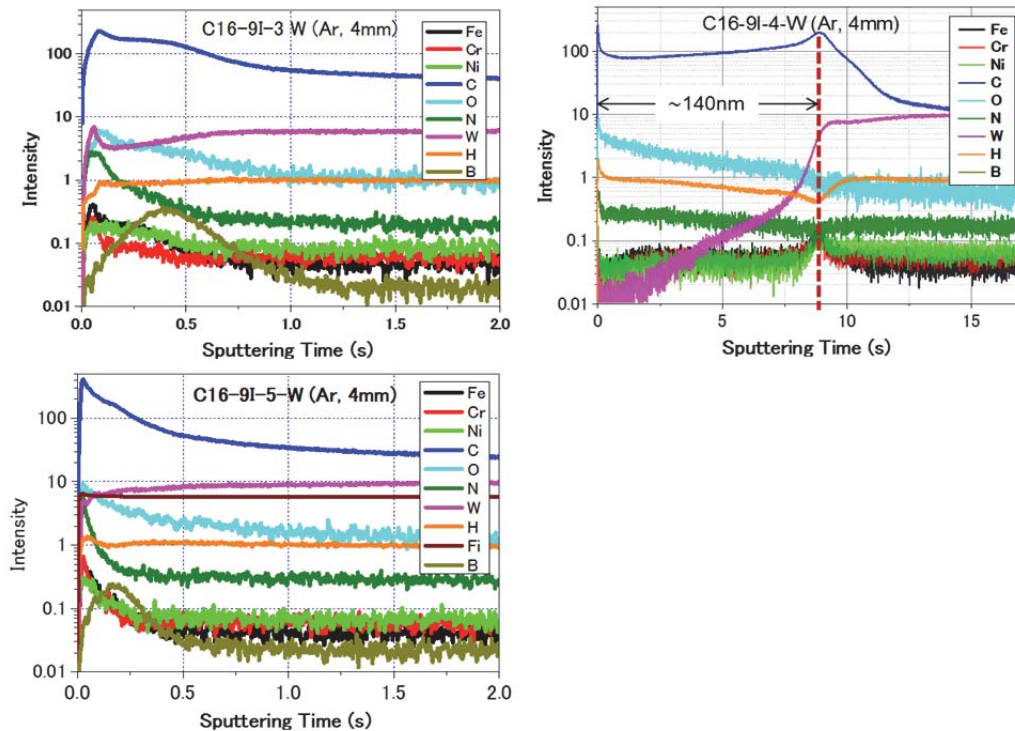 C16-9I-3 W (Ar, 4mm)
100
10
1
0.1
0.01
Intensity
0.0
0.5
1.0
1.5
2.0
Sputtering Time (s)
Fe
Cr
Ni
C
O
N
W
H
B
C16-9I-4-W (Ar, 4mm)
100
10
1
0.1
0.01
Intensity
~140nm
0
5
10
15
Sputtering Time (s)
Fe
Cr
Ni
C
O
N
W
H
B
C16-9I-5-W (Ar, 4mm)
100
10
1
0.1
0.01
Intensity
0.0
0.5
1.0
1.5
2.0
Sputtering Time (s)
Fe
Cr
Ni
C
O
N
W
H
Fi
B